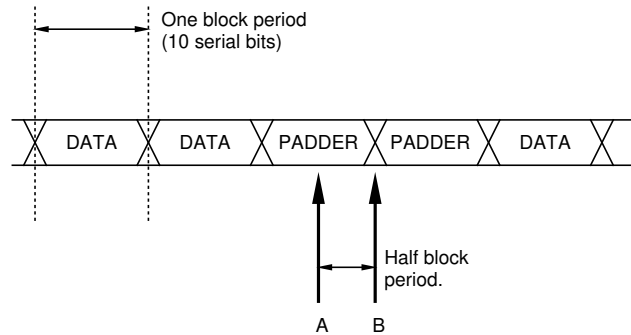 One block period
(10 serial bits)
DATA DATA PADDER PADDER DATA
Half block
period.
A B